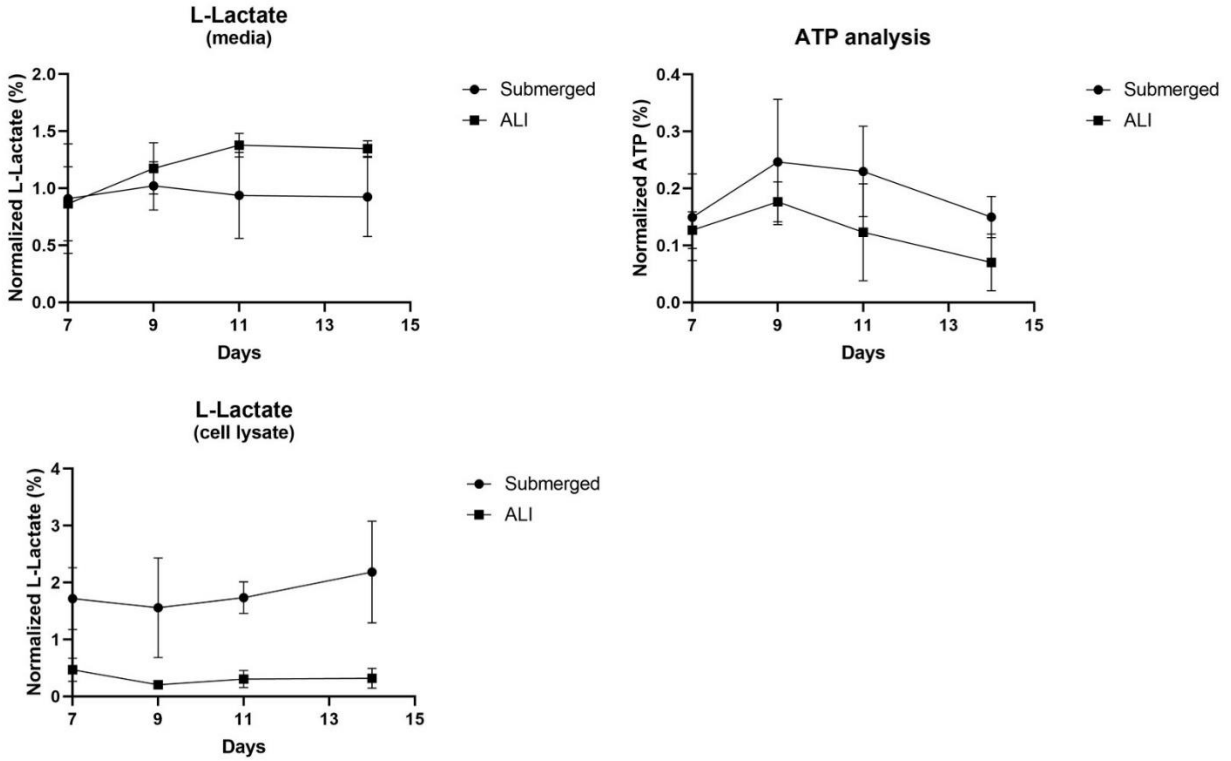 L-Lactate
(media)
Normalized L-Lactate (%)
2.0
1.5
1.0
0.5
0.0
7 9 11 13 15
Days
Submerged
ALI
ATP analysis
Normalized ATP (%)
0.4
0.3
0.2
0.1
0.0
7 9 11 13 15
Days
Submerged
ALI
L-Lactate
(cell lysate)
Normalized L-Lactate (%)
4
3
2
1
0
7 9 11 13 15
Days
Submerged
ALI